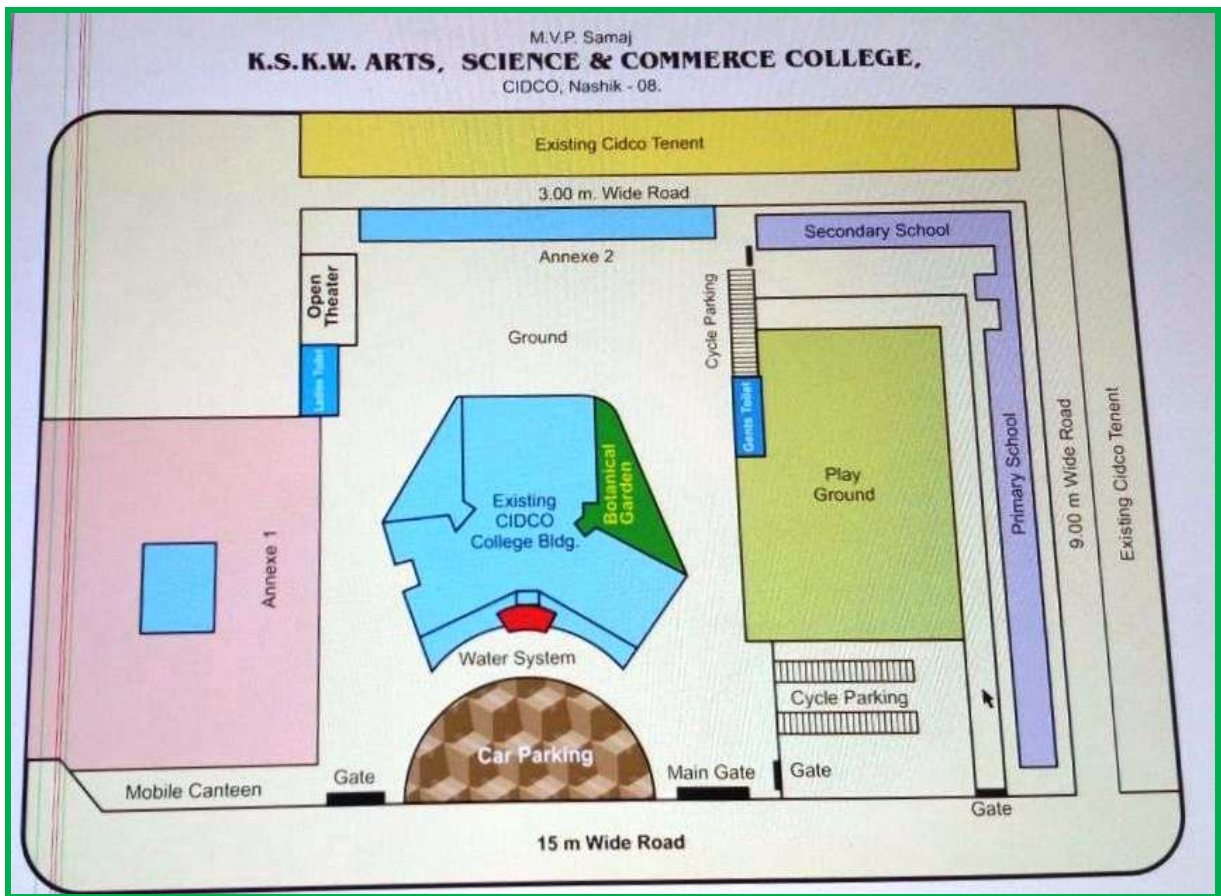 M.V.P. Samaj
K.S.K.W. ARTS, SCIENCE & COMMERCE COLLEGE,
CIDCO, Nashik - 08.
Existing Cidco Tenent
3.00 m. Wide Road
Secondary School
Annexe 2
Open
Theater
Cycle Parking
Ground
Ladies Toilet
Gents Toilet
Botanical
Garden
Existing
CIDCO
College Bldg.
Play
Ground
Primary School
9.00 m Wide Road
Existing Cidco Tenent
Annexe 1
Water System
Cycle Parking
Car Parking
Mobile Canteen
Gate
Main Gate
Gate
Gate
15 m Wide Road